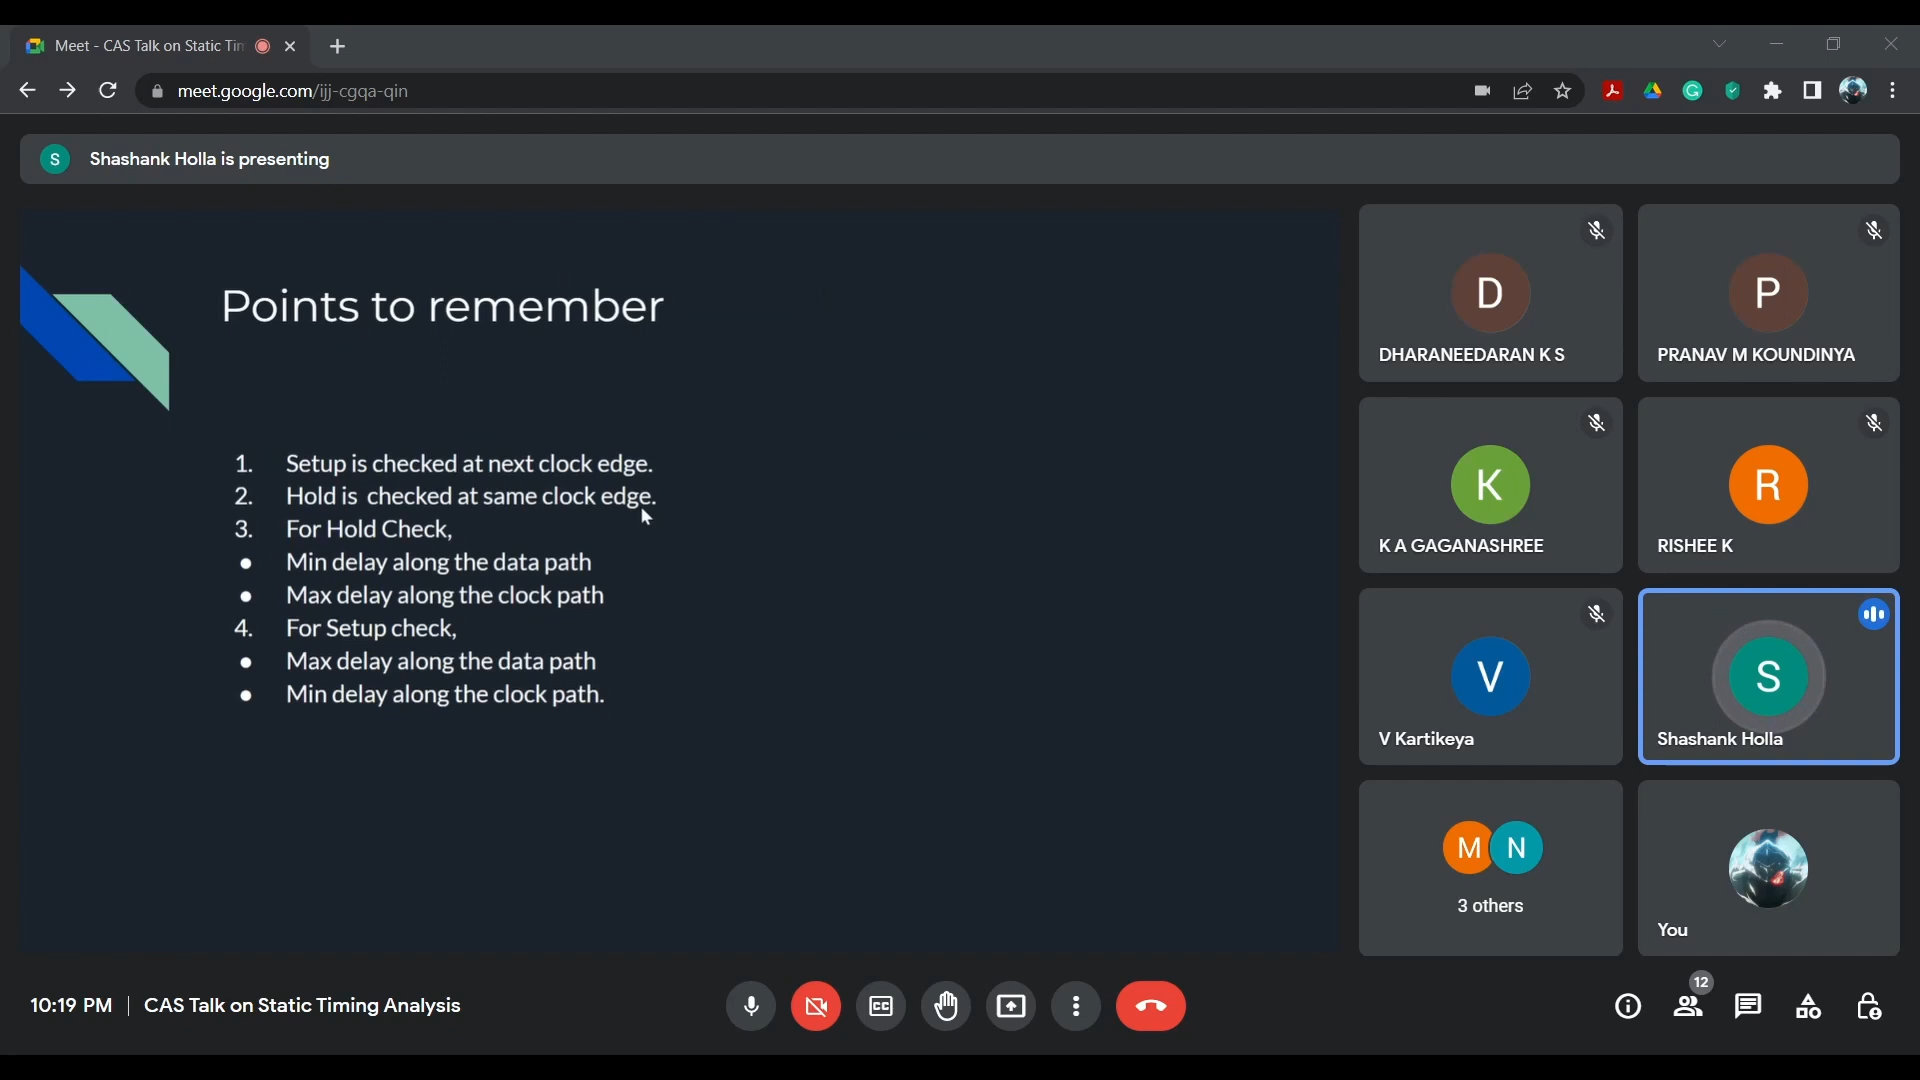 Meet - CAS Talk on Static Tim
meet.google.com/ijj-cgqa-qin
S
Shashank Holla is presenting
Points to remember
1. Setup is checked at next clock edge.
2. Hold is checked at same clock edge.
3. For Hold Check,
• Min delay along the data path
• Max delay along the clock path
4. For Setup check,
• Max delay along the data path
• Min delay along the clock path.
D
DHARANEEDARAN K S
P
PRANAV M KOUNDINYA
K
K A GAGANASHREE
R
RISHEE K
V
V Kartikeya
S
Shashank Holla
M N
3 others
You
10:19 PM | CAS Talk on Static Timing Analysis
CC
12